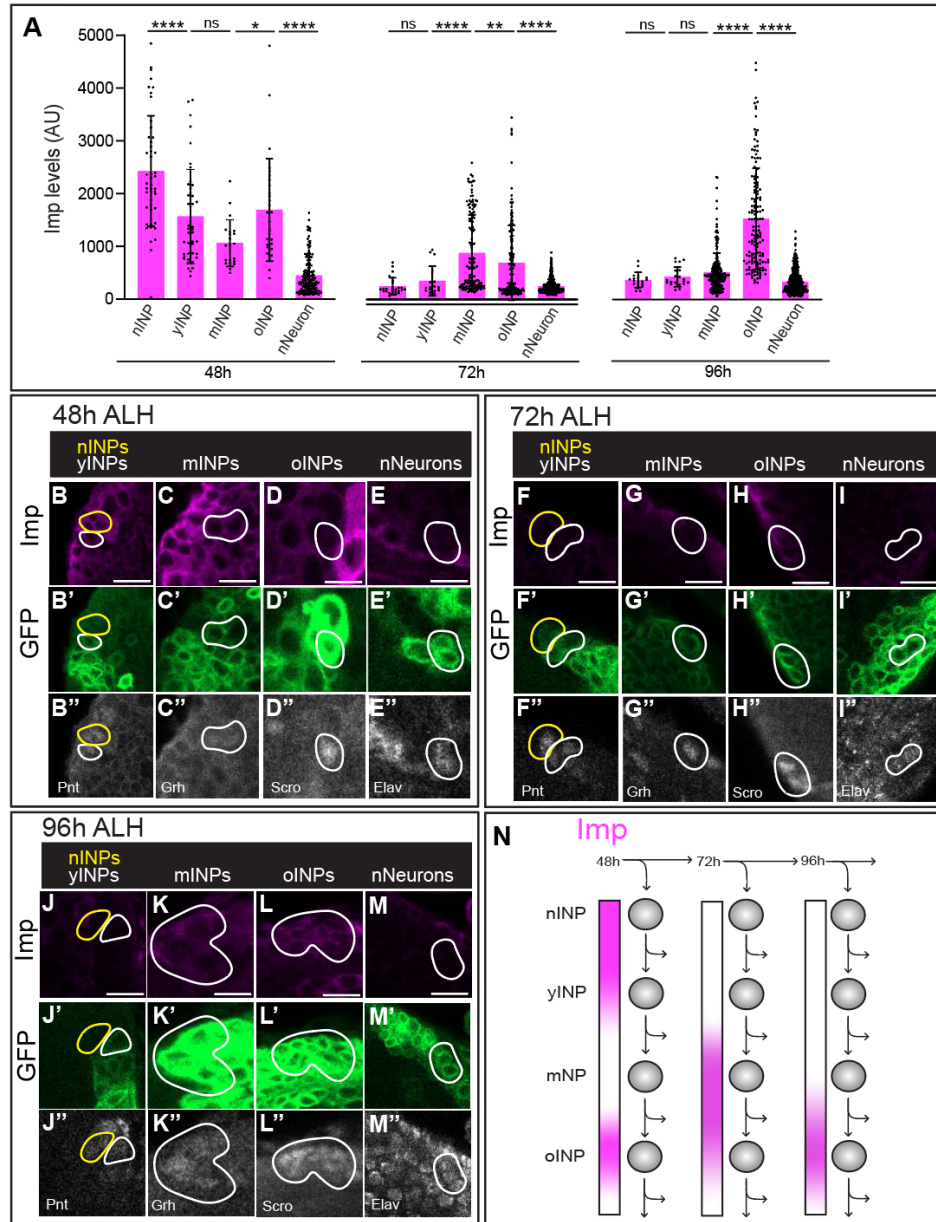 A
**** ns * ****
ns **** ** ****
ns ns **** ****
Imp levels (AU)
5000
4000
3000
2000
1000
0
nINP yINP mINP oINP nNeuron
nINP yINP mINP oINP nNeuron
nINP yINP mINP oINP nNeuron
48h 72h 96h
48h ALH
nINPs
yINPs mINPs oINPs nNeurons
Imp
B C D E
GFP
B' C' D' E'
B" C" D" E"
Pnt Grh Scro Elav
72h ALH
nINPs
yINPs mINPs oINPs nNeurons
Imp
F G H I
GFP
F' G' H' I'
F" G" H" I"
Pnt Grh Scro Elav
96h ALH
nINPs
yINPs mINPs oINPs nNeurons
Imp
J K L M
GFP
J' K' L' M'
J" K" L" M"
Pnt Grh Scro Elav
N
Imp
48h 72h 96h
nINP
yINP
mNP
oINP